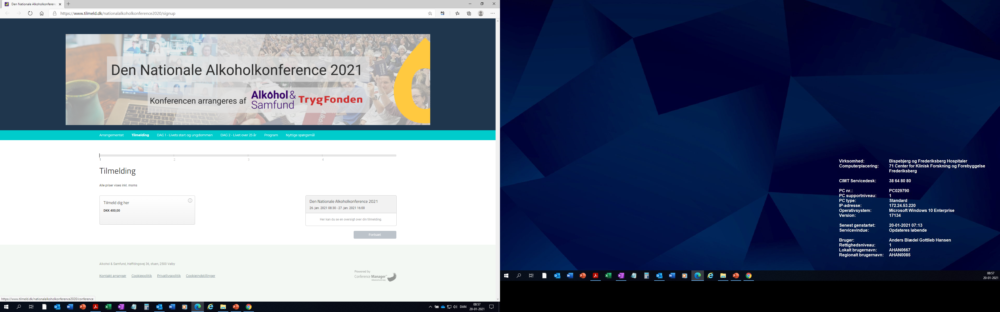 Den Nationale Alkoholkonferenc
https://www.tilmeld.dk/nationalalkoholkonference2020/signup
PG
Den Nationale Alkoholkonference 2021
Konferencen arrangeres af Alkohol & Samfund TrygFonden
Arrangementet Tilmelding DAG 1 - Livets start og ungdommen DAG 2 - Livet over 25 år Program Nyttige spørgsmål
1 2 3 4
Tilmelding
Alle priser vises inkl. moms
Tilmeld dig her
DKK 400,00
Den Nationale Alkoholkonference 2021
26. jan. 2021 08:30 - 27. jan. 2021 16:00
Her kan du se en oversigt over din tilmelding.
Fortsæt
Alkohol & Samfund, Høffdingsvej 36, stuen, 2500 Valby
Kontakt arrangør Cookiepolitik Privatlivspolitik Cookieindstillinger
Powered by
Conference Manager™
Advanced and easy
https://www.tilmeld.dk/nationalalkoholkonference2020/conference
DAN
08:57
20-01-2021
Virksomhed: Bispebjerg og Frederiksberg Hospitaler
Computerplacering: 71 Center for Klinisk Forskning og Forebyggelse
Frederiksberg
CIMT Servicedesk: 38 64 80 80
PC nr.: PC029790
PC supportniveau: 1
PC type: Standard
IP-adresse: 172.24.53.220
Operativsystem: Microsoft Windows 10 Enterprise
Version: 17134
Senest genstartet: 20-01-2021 07:13
Servicevindue: Opdateres løbende
Bruger: Anders Blædel Gottlieb Hansen
Rettighedsniveau: 1
Lokalt brugernavn: AHAN0667
Regionalt brugernavn: AHAN0085
08:57
20-01-2021